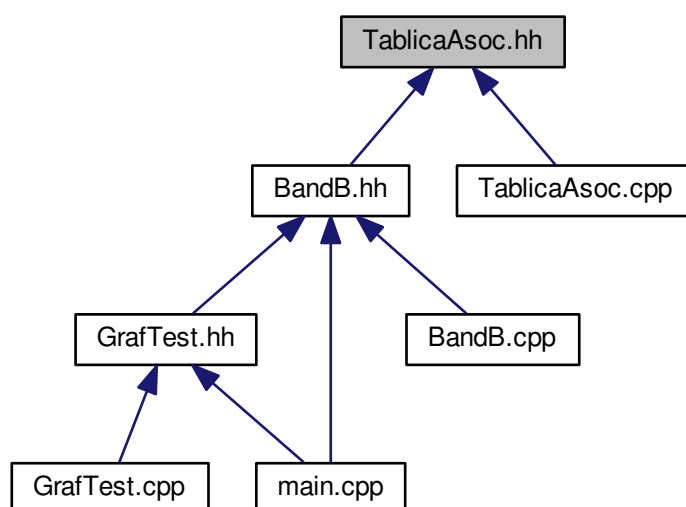 TablicaAsoc.hh
BandB.hh
TablicaAsoc.cpp
GrafTest.hh
BandB.cpp
GrafTest.cpp
main.cpp